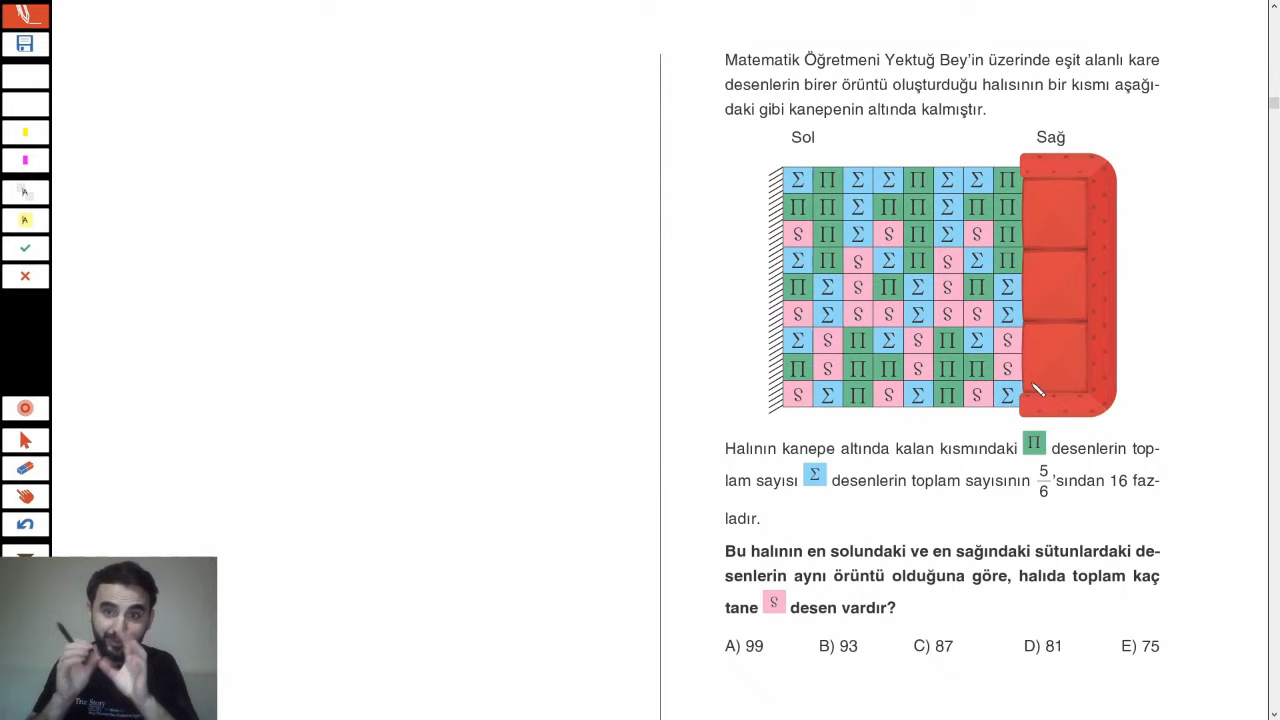 Matematik Öğretmeni Yektuğ Bey’in üzerinde eşit alanlı kare
desenlerin birer örüntü oluşturduğu halısının bir kısmı aşağı-
daki gibi kanepenin altında kalmıştır.
Sol Sağ
Σ Π Σ Σ Π Σ Σ Π
Π Π Σ Π Π Σ Π Π
S Π Σ S Π Σ S Π
Σ Π S Σ Π S Σ Π
Π Σ S Π Σ S Π Σ
S Σ S S Σ S S Σ
Σ S Π Σ S Π Σ S
Π S Π Π S Π Π S
S Σ Π S Σ Π S Σ
Halının kanepe altında kalan kısmındaki Π desenlerin top-
lam sayısı Σ desenlerin toplam sayısının 5/6 ’sından 16 faz-
ladır.
Bu halının en solundaki ve en sağındaki sütunlardaki de-
senlerin aynı örüntü olduğuna göre, halıda toplam kaç
tane S desen vardır?
A) 99 B) 93 C) 87 D) 81 E) 75